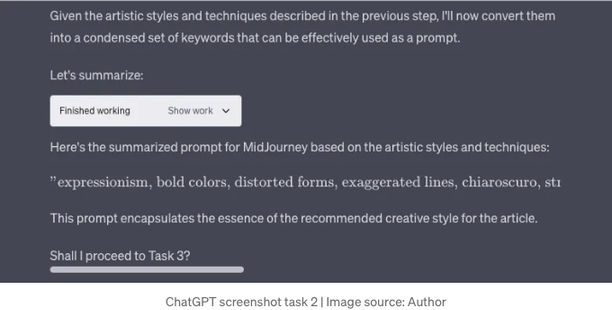 Given the artistic styles and techniques described in the previous step, I'll now convert them
into a condensed set of keywords that can be effectively used as a prompt.
Let's summarize:
Finished working Show work
Here's the summarized prompt for MidJourney based on the artistic styles and techniques:
"expressionism, bold colors, distorted forms, exaggerated lines, chiaroscuro,
This prompt encapsulates the essence of the recommended creative style for the article.
Shall I proceed to Task 3?
ChatGPT screenshot task 2 | Image source: Author